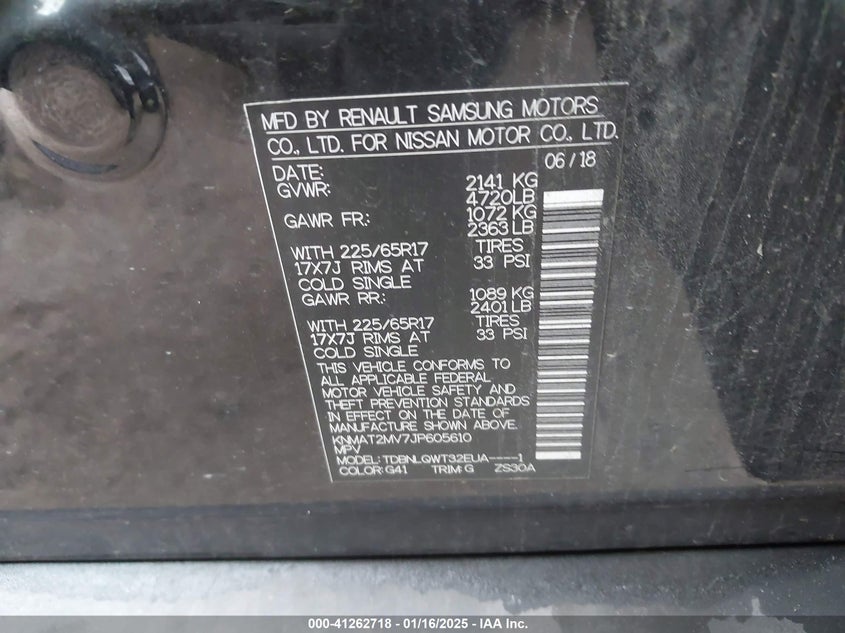 MFD BY RENAULT SAMSUNG MOTORS
CO., LTD. FOR NISSAN MOTOR CO., LTD.
DATE: 06/18
GVWR: 2141 KG
4720LB
GAWR FR.: 1072 KG
2363 LB
WITH 225/65R17 TIRES
17X7J RIMS AT 33 PSI
COLD SINGLE
GAWR RR.: 1089 KG
2401 LB
WITH 225/65R17 TIRES
17X7J RIMS AT 33 PSI
COLD SINGLE
THIS VEHICLE CONFORMS TO
ALL APPLICABLE FEDERAL
MOTOR VEHICLE SAFETY AND
THEFT PREVENTION STANDARDS
IN EFFECT ON THE DATE OF
MANUFACTURE SHOWN ABOVE.
KNMAT2MV7JP605610
MPV
MODEL: TDBNLQWT32EUA----1
COLOR: G41 TRIM: G ZS30A
000-41262718 - 01/16/2025 - IAA Inc.